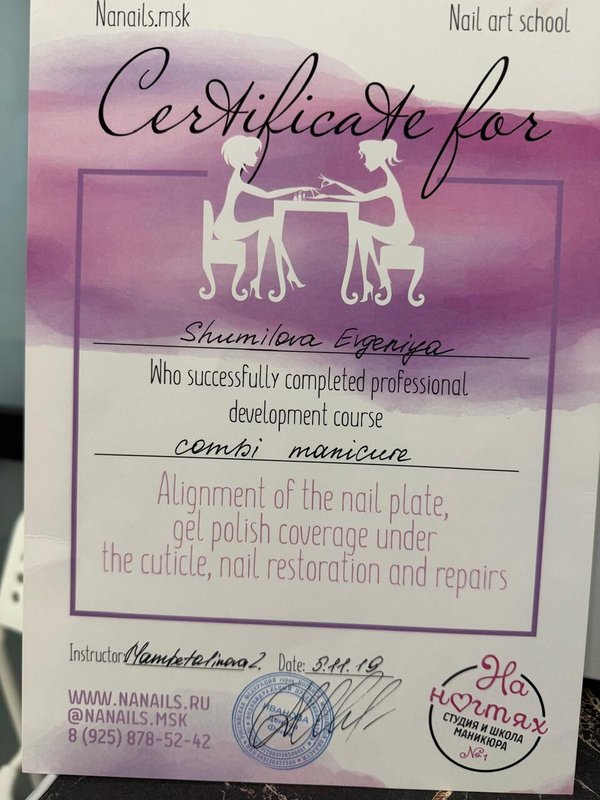 Nanails.msk
Nail art school
Certificate for
Shumilova Evgeniya
Who successfully completed professional
development course
combi manicure
Alignment of the nail plate,
gel polish coverage under
the cuticle, nail restoration and repairs
Instructor: Date: 5.11.19
WWW.NANAILS.RU
@NANAILS.MSK
8 (925) 878-52-42
ИВАНОВА
На
ногтях
СТУДИЯ И ШКОЛА
МАНИКЮРА
№1